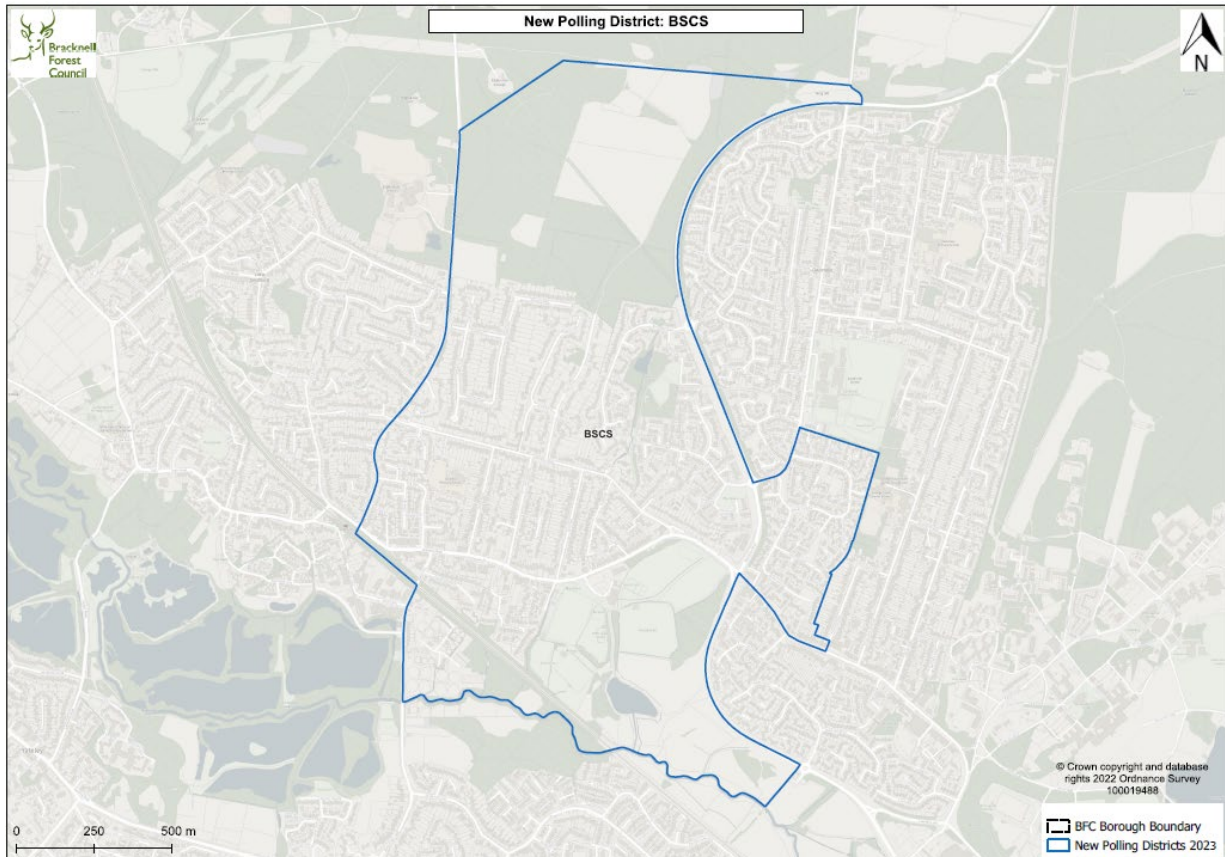 New Polling District: BSCS
Bracknell
Forest
Council
N
BSCS
© Crown copyright and database
rights 2022 Ordnance Survey
100019488
0 250 500 m
BFC Borough Boundary
New Polling Districts 2023